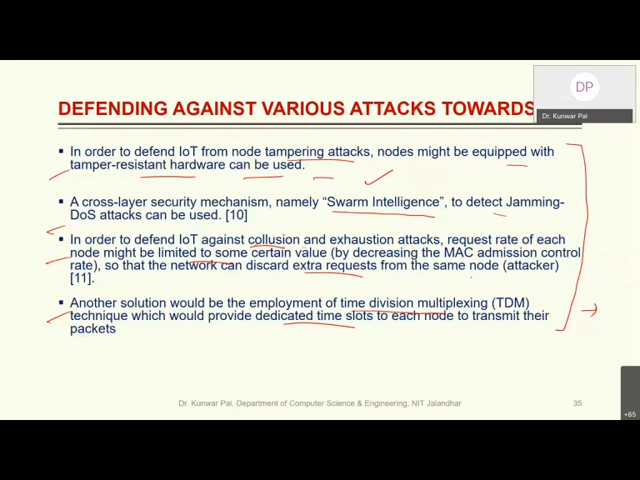 DP
Dr. Kunwar Pal
DEFENDING AGAINST VARIOUS ATTACKS TOWARDS
▪ In order to defend IoT from node tampering attacks, nodes might be equipped with
tamper-resistant hardware can be used.
▪ A cross-layer security mechanism, namely “Swarm Intelligence”, to detect Jamming-
DoS attacks can be used. [10]
▪ In order to defend IoT against collusion and exhaustion attacks, request rate of each
node might be limited to some certain value (by decreasing the MAC admission control
rate), so that the network can discard extra requests from the same node (attacker)
[11].
▪ Another solution would be the employment of time division multiplexing (TDM)
technique which would provide dedicated time slots to each node to transmit their
packets
Dr. Kunwar Pal, Department of Computer Science & Engineering, NIT Jalandhar
35
+65